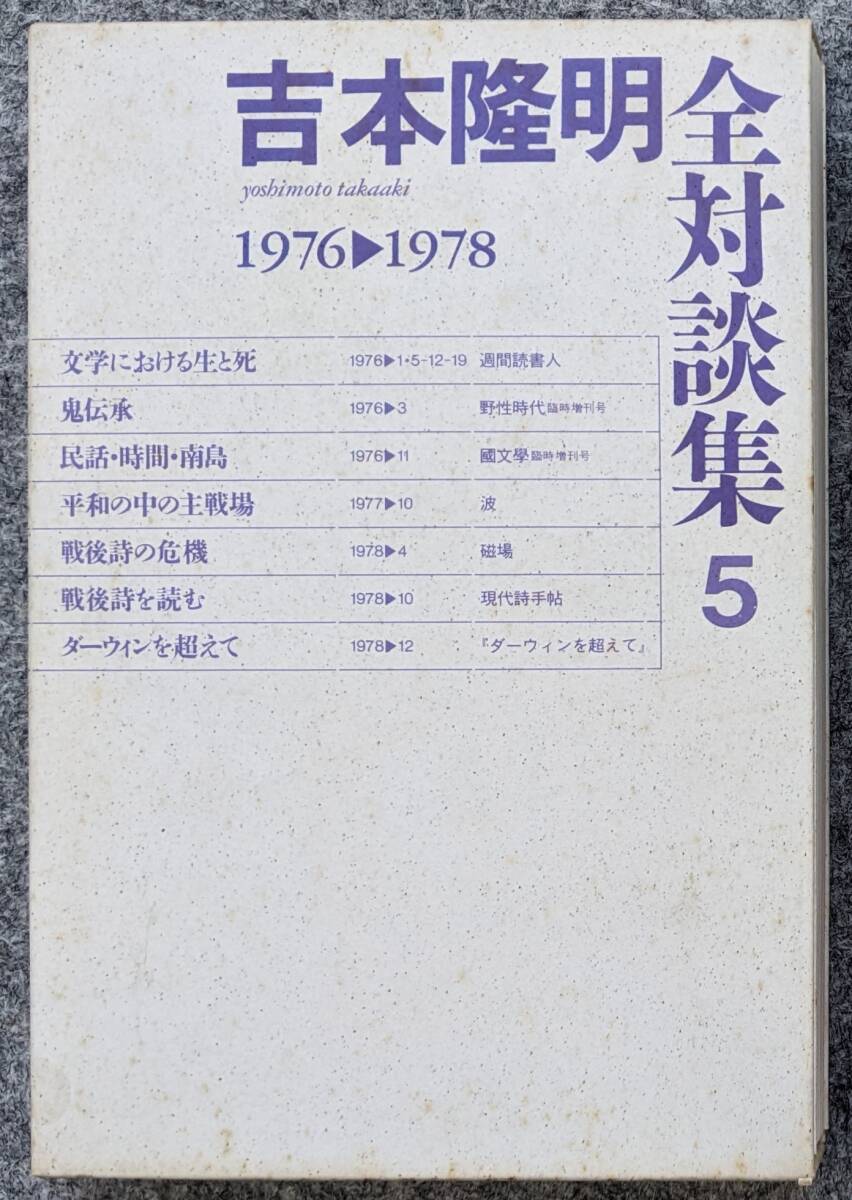 吉本隆明
yoshimoto takaaki
全対談集 5
1976▶1978
文学における生と死 1976▶1・5-12-19 週間読書人
鬼伝承 1976▶3 野性時代 臨時増刊号
民話・時間・南島 1976▶11 國文學 臨時増刊号
平和の中の主戦場 1977▶10 波
戦後詩の危機 1978▶4 磁場
戦後詩を読む 1978▶10 現代詩手帖
ダーウィンを超えて 1978▶12 『ダーウィンを超えて』